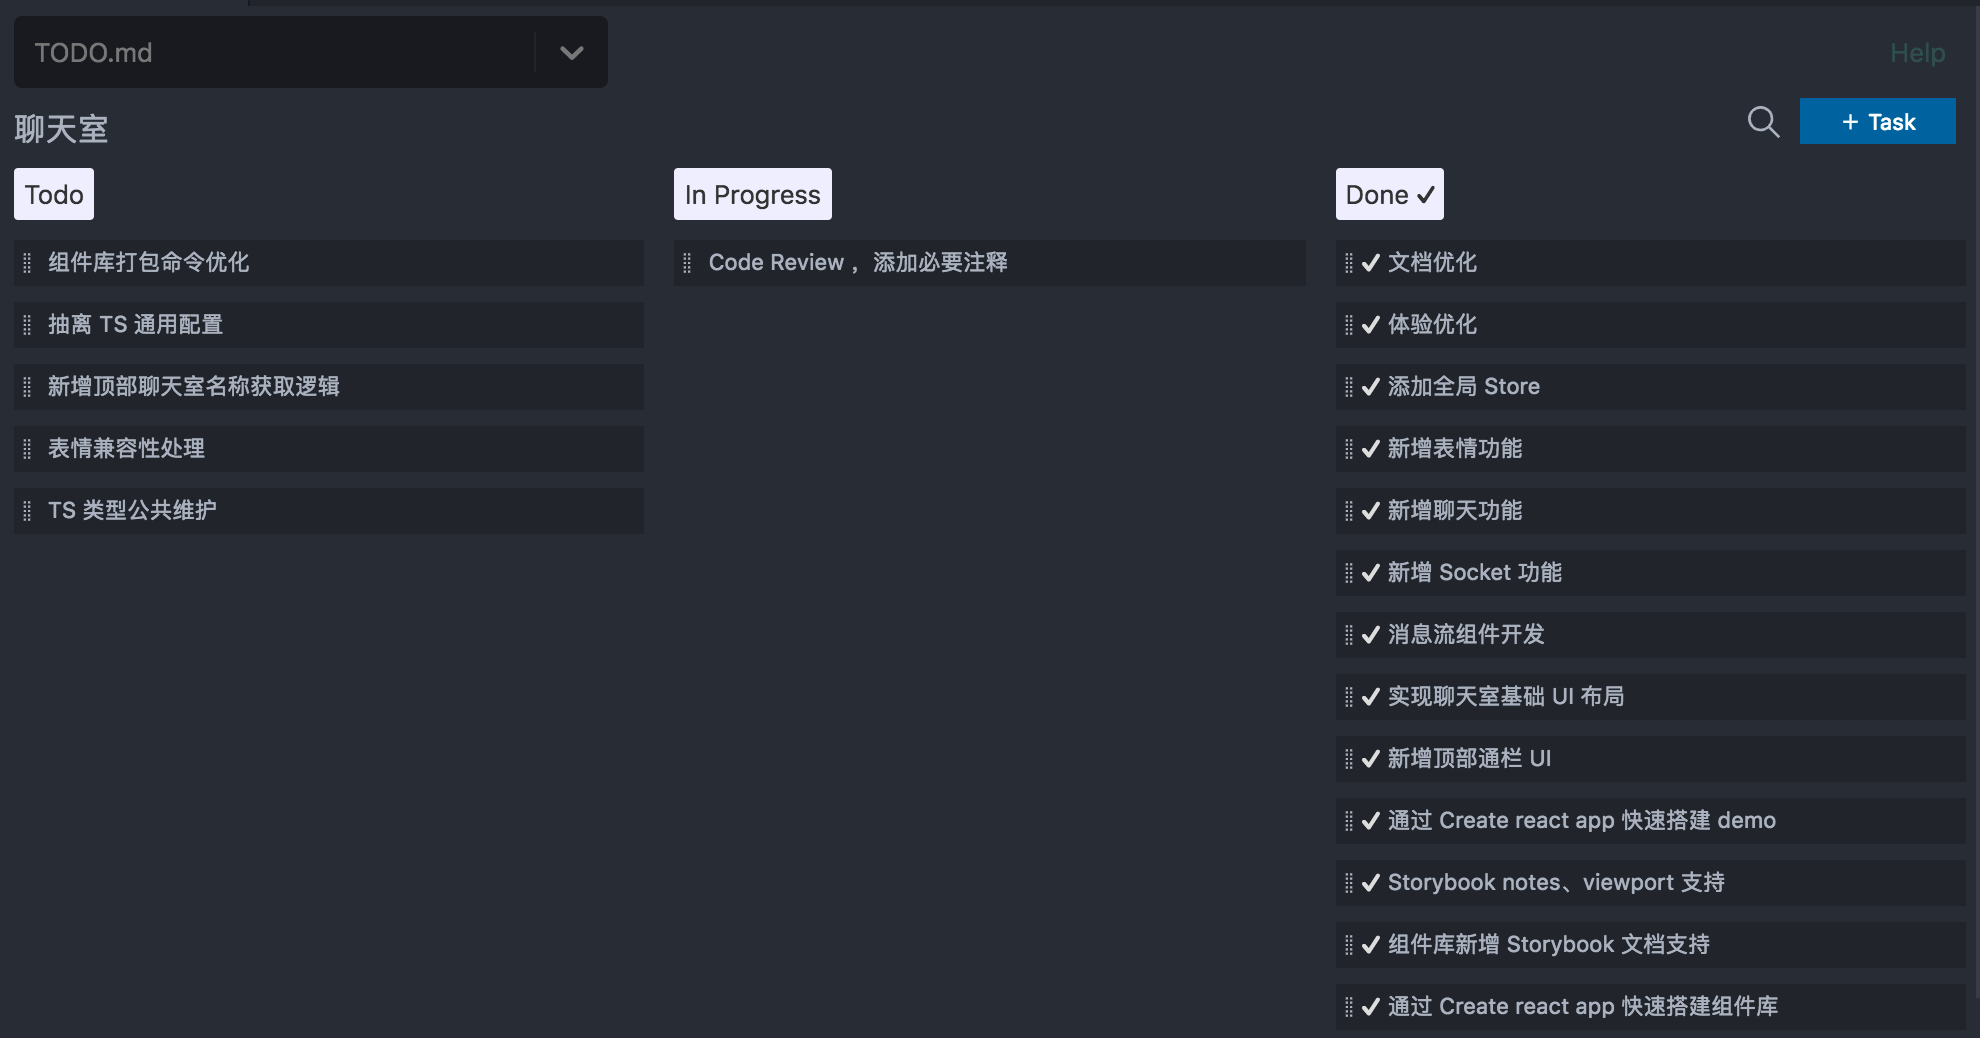 TODO.md
Help
聊天室
+ Task
Todo
组件库打包命令优化
抽离 TS 通用配置
新增顶部聊天室名称获取逻辑
表情兼容性处理
TS 类型公共维护
In Progress
Code Review ，添加必要注释
Done ✓
✓ 文档优化
✓ 体验优化
✓ 添加全局 Store
✓ 新增表情功能
✓ 新增聊天功能
✓ 新增 Socket 功能
✓ 消息流组件开发
✓ 实现聊天室基础 UI 布局
✓ 新增顶部通栏 UI
✓ 通过 Create react app 快速搭建 demo
✓ Storybook notes、viewport 支持
✓ 组件库新增 Storybook 文档支持
✓ 通过 Create react app 快速搭建组件库